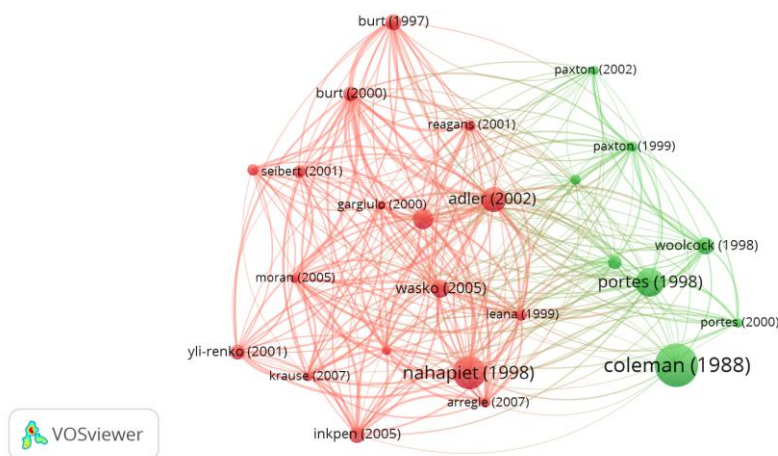 burt (1997)
paxton (2002)
burt (2000)
reagans (2001)
paxton (1999)
seibert (2001)
gargiulo (2000)
adler (2002)
woolcock (1998)
moran (2005)
wasko (2005)
portes (1998)
leana (1999)
portes (2000)
yli-renko (2001)
coleman (1988)
krause (2007)
nahapiet (1998)
arregle (2007)
inkpen (2005)
VOSviewer